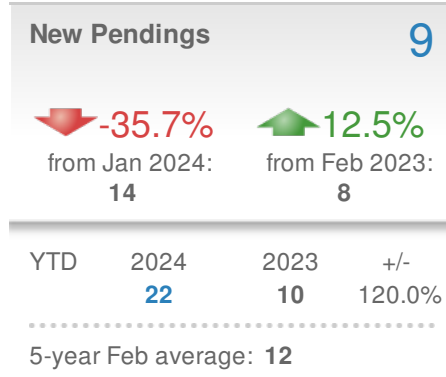 New Pendings 9
-35.7% 12.5%
from Jan 2024: from Feb 2023:
14 8
YTD 2024 2023 +/-
22 10 120.0%
5-year Feb average: 12